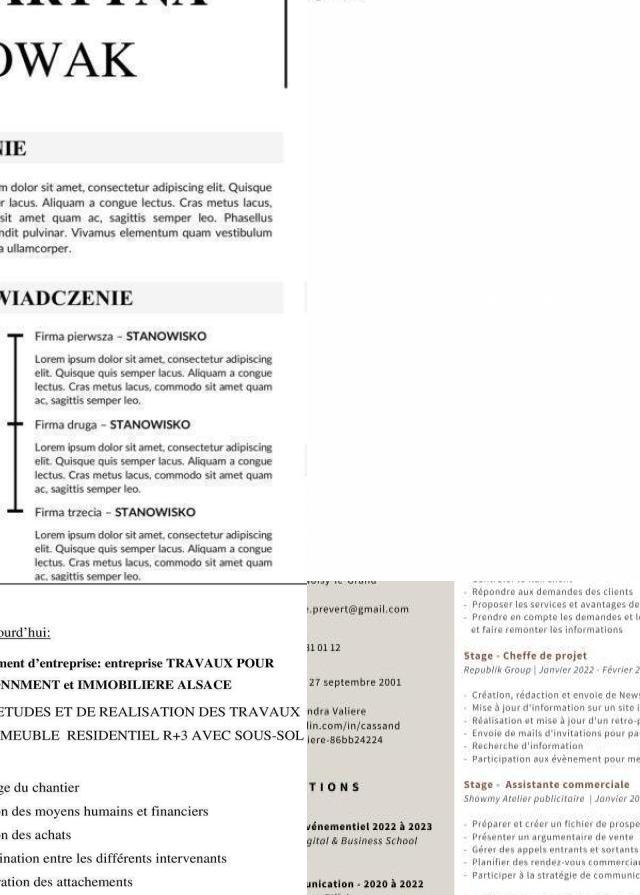 OWAK
NIE
m dolor sit amet, consectetur adipiscing elit. Quisque
r lacus. Aliquam a congue lectus. Cras metus lacus,
sit amet quam ac, sagittis semper leo. Phasellus
ndit pulvinar. Vivamus elementum quam vestibulum
a ullamcorper.
WIADCZENIE
Firma pierwsza – STANOWISKO
Lorem ipsum dolor sit amet, consectetur adipiscing
elit. Quisque quis semper lacus. Aliquam a congue
lectus. Cras metus lacus, commodo sit amet quam
ac, sagittis semper leo.
Firma druga – STANOWISKO
Lorem ipsum dolor sit amet, consectetur adipiscing
elit. Quisque quis semper lacus. Aliquam a congue
lectus. Cras metus lacus, commodo sit amet quam
ac, sagittis semper leo.
Firma trzecia – STANOWISKO
Lorem ipsum dolor sit amet, consectetur adipiscing
elit. Quisque quis semper lacus. Aliquam a congue
lectus. Cras metus lacus, commodo sit amet quam
ac, sagittis semper leo.
ourd’hui:
ment d’entreprise: entreprise TRAVAUX POUR
NNMENT et IMMOBILIERE ALSACE
ETUDES ET DE REALISATION DES TRAVAUX
MEUBLE RESIDENTIEL R+3 AVEC SOUS-SOL
ge du chantier
on des moyens humains et financiers
on des achats
ination entre les différents intervenants
ration des attachements
e.prevert@gmail.com
31 01 12
27 septembre 2001
ndra Valiere
lin.com/in/cassand
iere-86bb24224
TIONS
vénementiel 2022 à 2023
gital & Business School
unication - 2020 à 2022
- Répondre aux demandes des clients
- Proposer les services et avantages de
- Prendre en compte les demandes et l
et faire remonter les informations
Stage - Cheffe de projet
Republik Group | Janvier 2022 - Février 2
- Création, rédaction et envoie de News
- Mise à jour d'information sur un site i
- Réalisation et mise à jour d'un retro-p
- Envoie de mails d'invitations pour pa
- Recherche d'information
- Participation aux évènement pour me
Stage - Assistante commerciale
Showmy Atelier publicitaire | Janvier 20
- Préparer et créer un fichier de prospe
- Présenter un argumentaire de vente
- Gérer des appels entrants et sortants
- Planifier des rendez-vous commercia
- Participer à la stratégie de communic